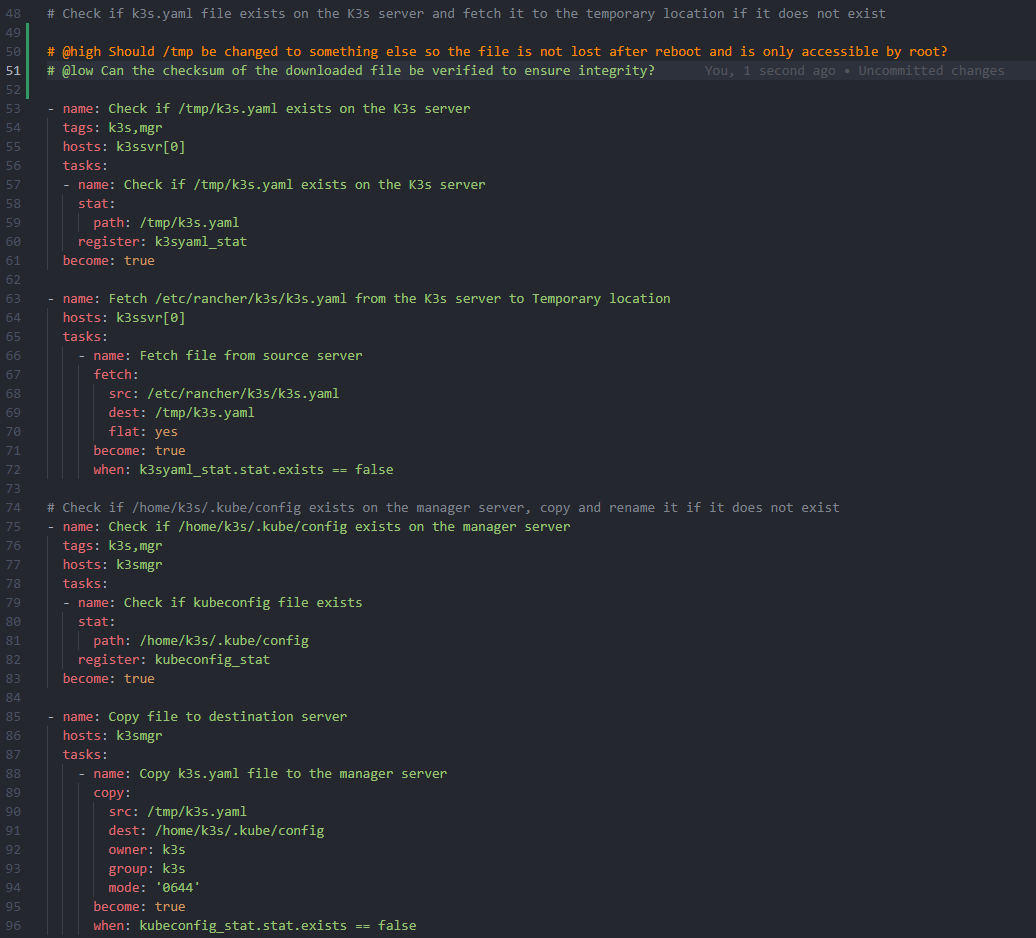 48 # Check if k3s.yaml file exists on the K3s server and fetch it to the temporary location if it does not exist
49
50 # @high Should /tmp be changed to something else so the file is not lost after reboot and is only accessible by root?
51 # @low Can the checksum of the downloaded file be verified to ensure integrity? You, 1 second ago • Uncommitted changes
52
53 - name: Check if /tmp/k3s.yaml exists on the K3s server
54   tags: k3s,mgr
55   hosts: k3ssvr[0]
56   tasks:
57   - name: Check if /tmp/k3s.yaml exists on the K3s server
58     stat:
59       path: /tmp/k3s.yaml
60     register: k3syaml_stat
61   become: true
62
63 - name: Fetch /etc/rancher/k3s/k3s.yaml from the K3s server to Temporary location
64   hosts: k3ssvr[0]
65   tasks:
66     - name: Fetch file from source server
67       fetch:
68         src: /etc/rancher/k3s/k3s.yaml
69         dest: /tmp/k3s.yaml
70         flat: yes
71       become: true
72       when: k3syaml_stat.stat.exists == false
73
74 # Check if /home/k3s/.kube/config exists on the manager server, copy and rename it if it does not exist
75 - name: Check if /home/k3s/.kube/config exists on the manager server
76   tags: k3s,mgr
77   hosts: k3smgr
78   tasks:
79   - name: Check if kubeconfig file exists
80     stat:
81       path: /home/k3s/.kube/config
82     register: kubeconfig_stat
83   become: true
84
85 - name: Copy file to destination server
86   hosts: k3smgr
87   tasks:
88     - name: Copy k3s.yaml file to the manager server
89       copy:
90         src: /tmp/k3s.yaml
91         dest: /home/k3s/.kube/config
92         owner: k3s
93         group: k3s
94         mode: '0644'
95       become: true
96       when: kubeconfig_stat.stat.exists == false